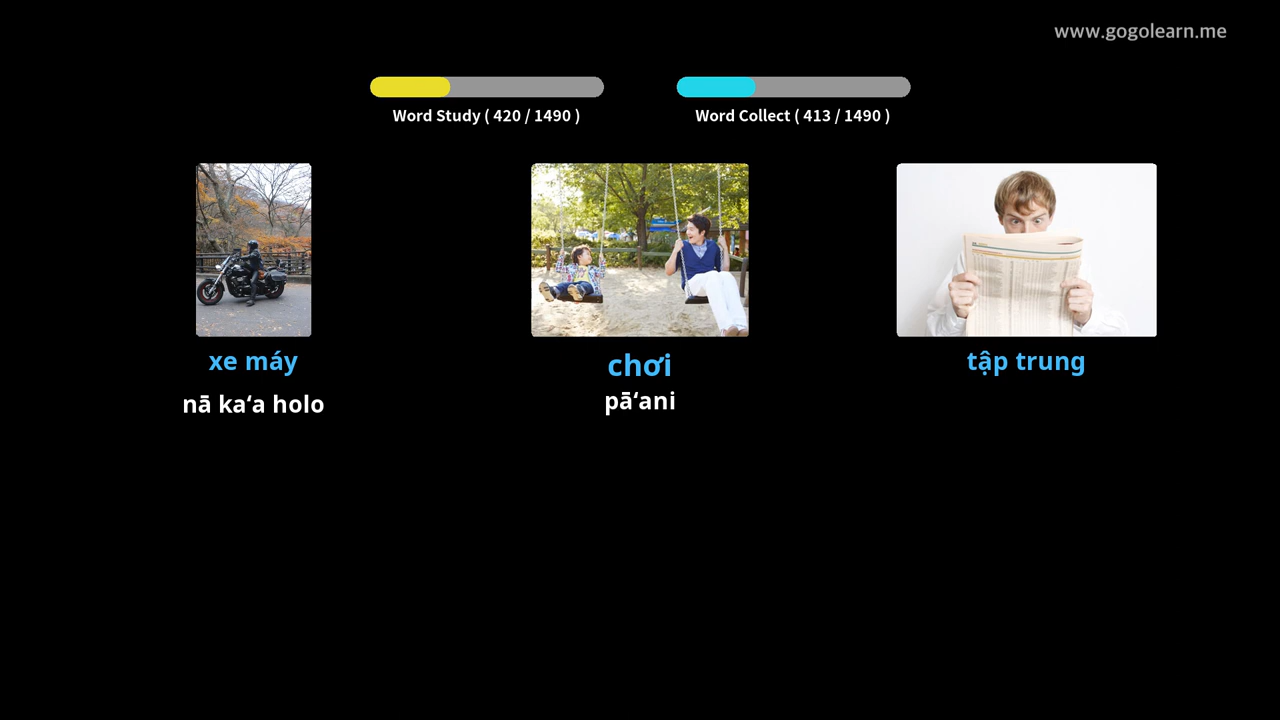 www.gogolearn.me
Word Study ( 420 / 1490 )
Word Collect ( 413 / 1490 )
xe máy
nā kaʻa holo
chơi
pāʻani
tập trung